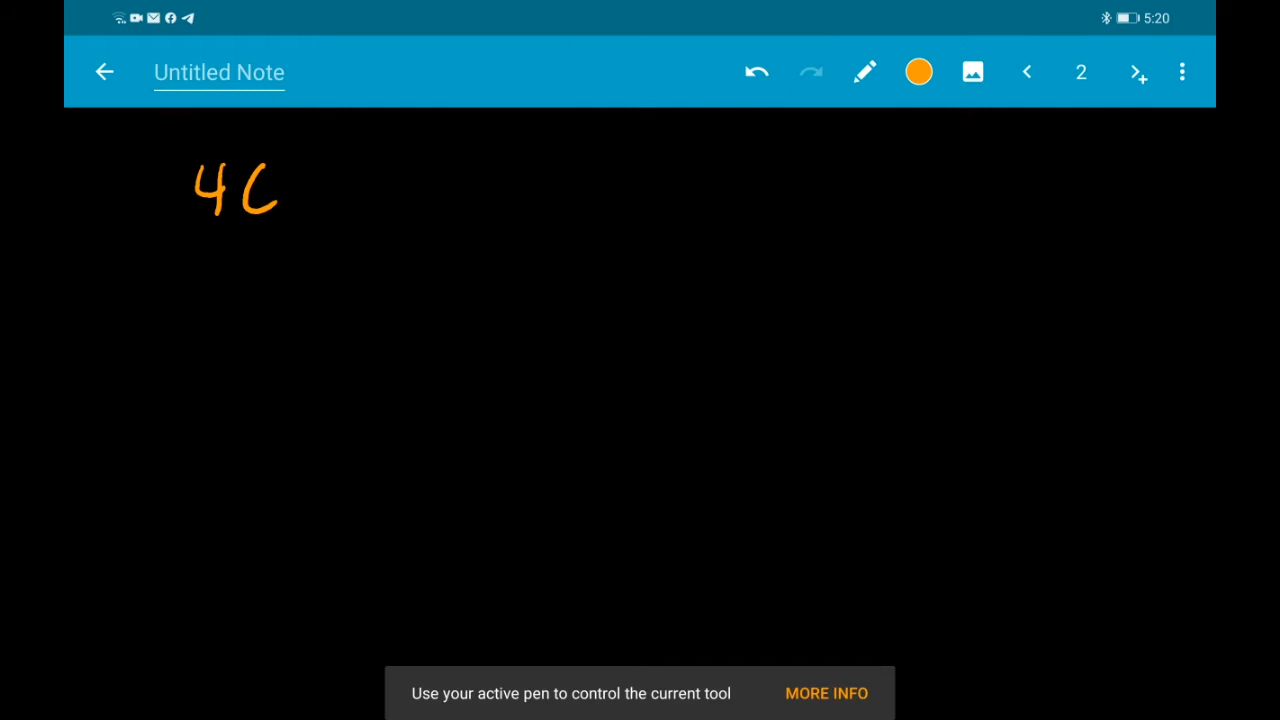 5:20
Untitled Note
2
4C
Use your active pen to control the current tool MORE INFO